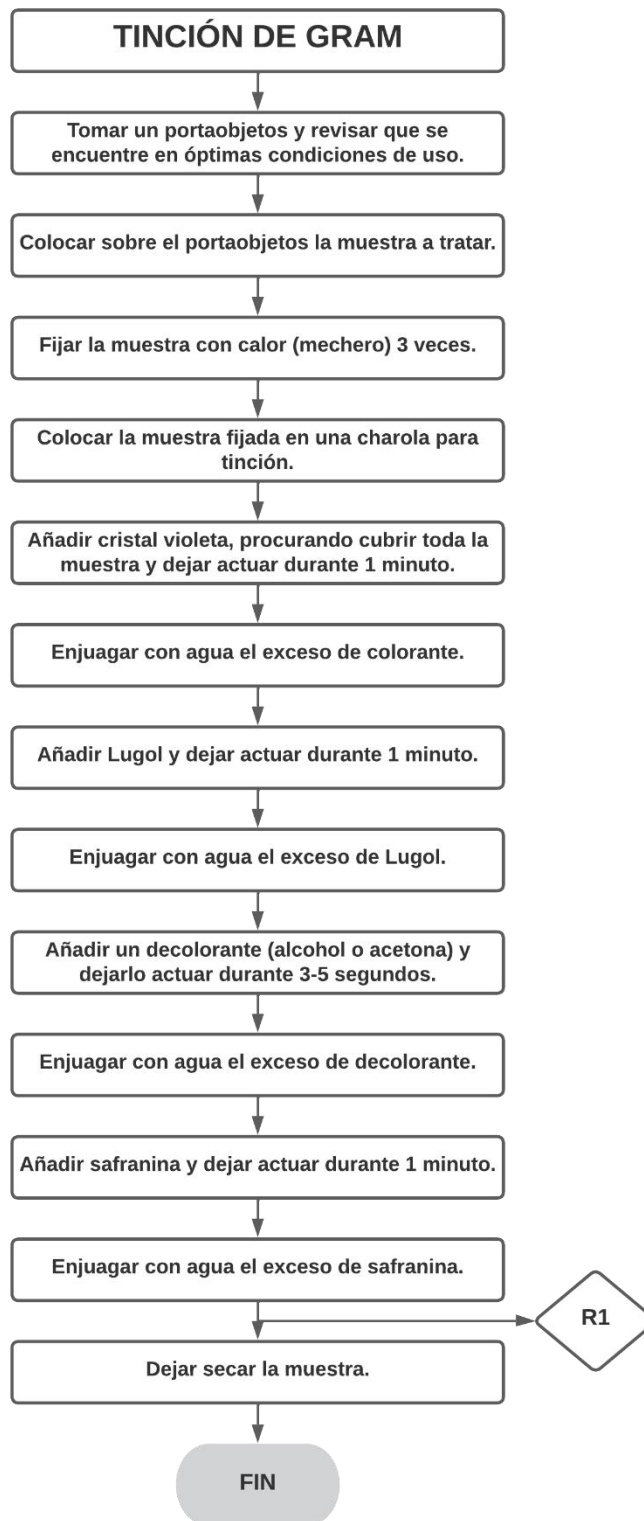 TINCIÓN DE GRAM
Tomar un portaobjetos y revisar que se
encuentre en óptimas condiciones de uso.
Colocar sobre el portaobjetos la muestra a tratar.
Fijar la muestra con calor (mechero) 3 veces.
Colocar la muestra fijada en una charola para
tinción.
Añadir cristal violeta, procurando cubrir toda la
muestra y dejar actuar durante 1 minuto.
Enjuagar con agua el exceso de colorante.
Añadir Lugol y dejar actuar durante 1 minuto.
Enjuagar con agua el exceso de Lugol.
Añadir un decolorante (alcohol o acetona) y
dejarlo actuar durante 3-5 segundos.
Enjuagar con agua el exceso de decolorante.
Añadir safranina y dejar actuar durante 1 minuto.
Enjuagar con agua el exceso de safranina.
R1
Dejar secar la muestra.
FIN